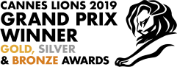 CANNES LIONS 2019
GRAND PRIX
WINNER
GOLD, SILVER
& BRONZE AWARDS